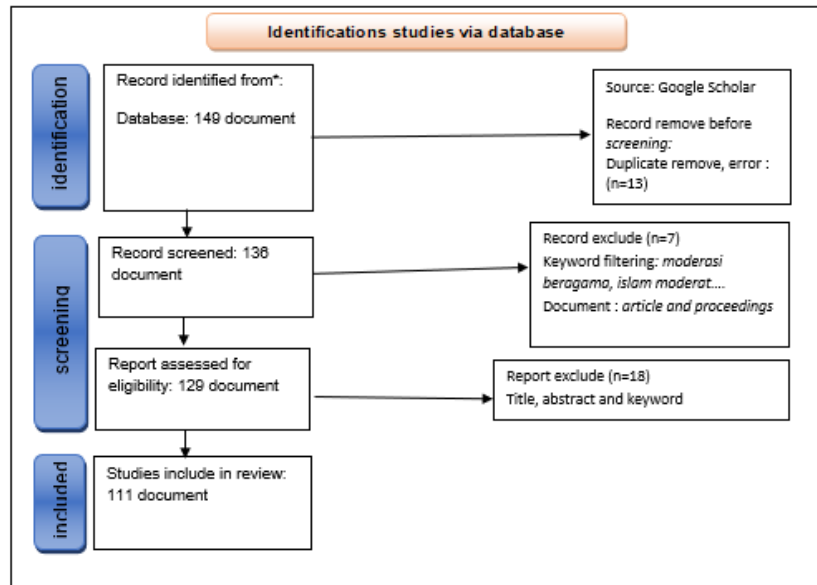 Identifications studies via database
identification
Record identified from*:
Database: 149 document
Source: Google Scholar
Record remove before
screening:
Duplicate remove, error :
(n=13)
screening
Record screened: 136
document
Record exclude (n=7)
Keyword filtering: moderasi
beragama, islam moderat....
Document : article and proceedings
Report assessed for
eligibility: 129 document
Report exclude (n=18)
Title, abstract and keyword
included
Studies include in review:
111 document